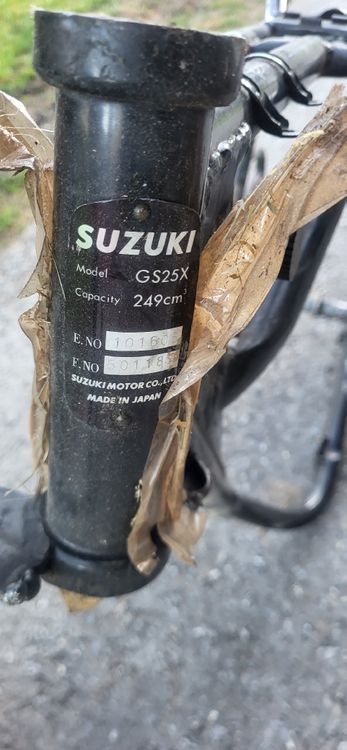 SUZUKI
Model GS25X
Capacity 249cm³
E.NO
F.NO
SUZUKI MOTOR CO.,LTD
MADE IN JAPAN